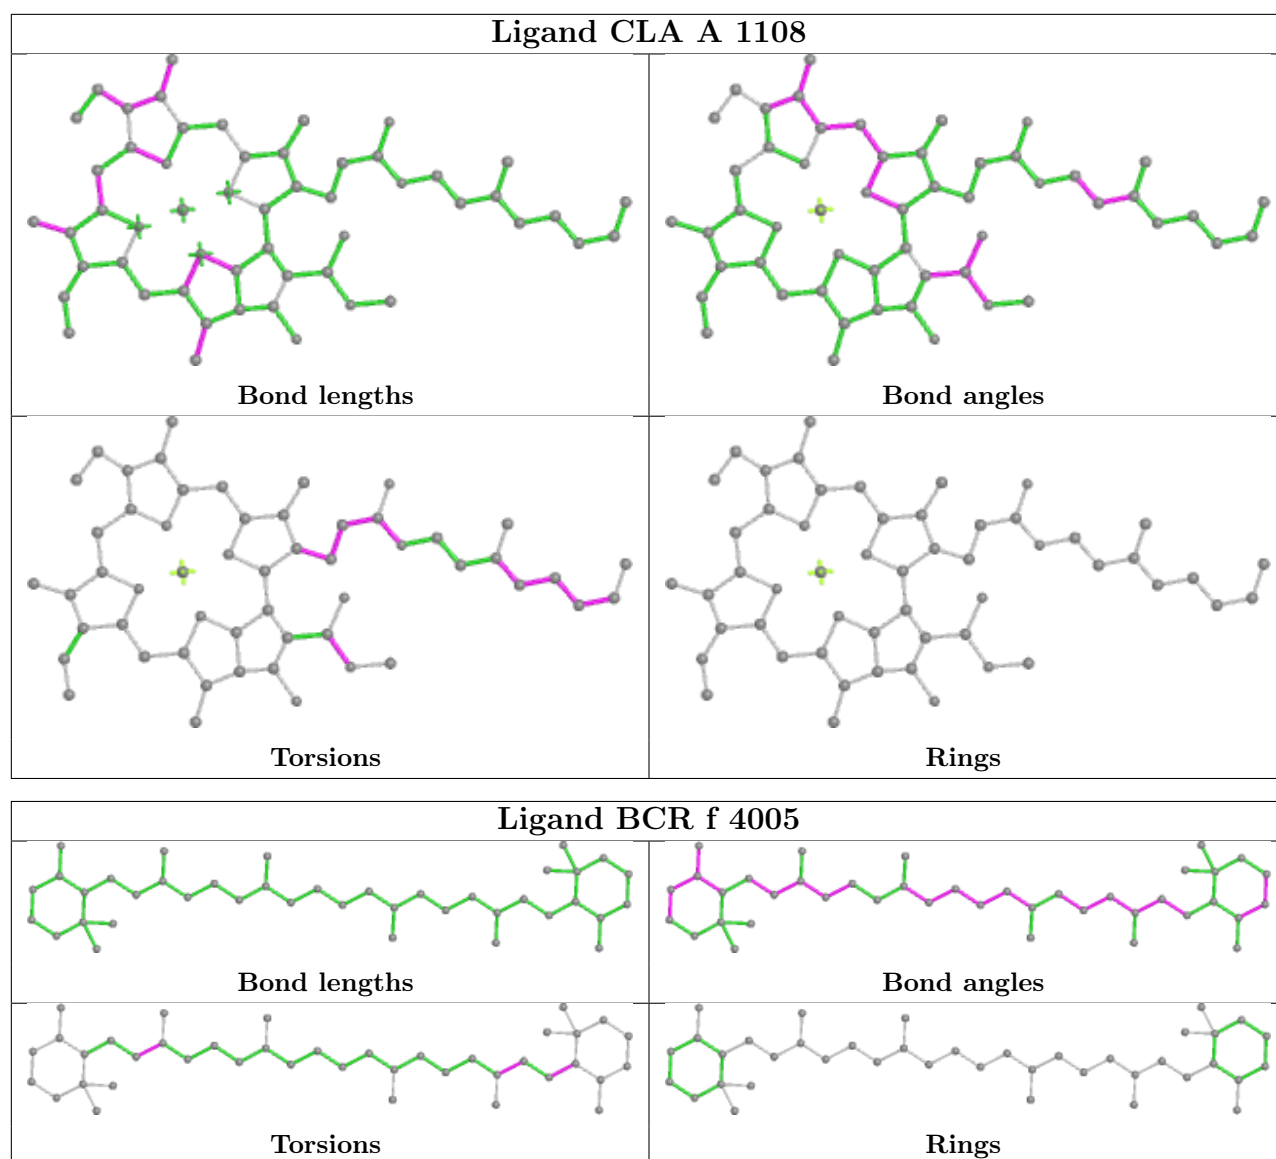 Ligand CLA A 1108
Bond lengths
Bond angles
Torsions
Rings
Ligand BCR f 4005
Bond lengths
Bond angles
Torsions
Rings